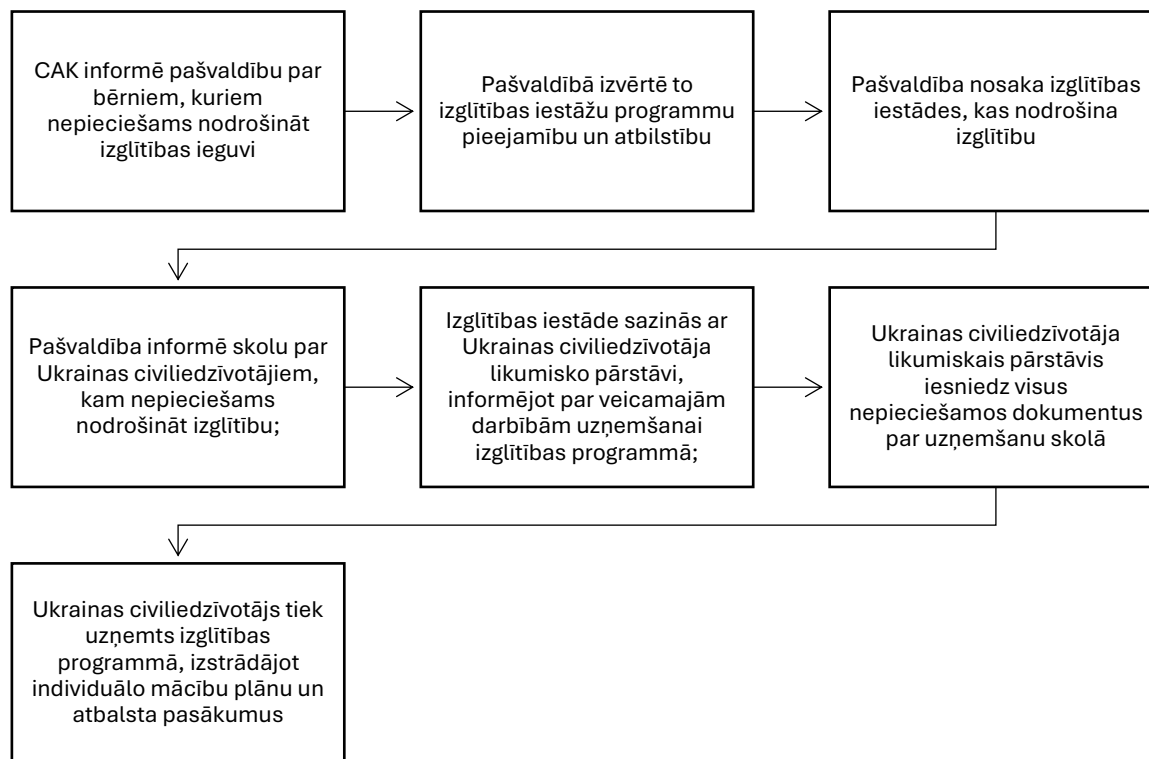 CAK informē pašvaldību par
bērniem, kuriem
nepieciešams nodrošināt
izglītības ieguvi
Pašvaldībā izvērtē to
izglītības iestāžu programmu
pieejamību un atbilstību
Pašvaldība nosaka izglītības
iestādes, kas nodrošina
izglītību
Pašvaldība informē skolu par
Ukrainas civiliedzīvotājiem,
kam nepieciešams
nodrošināt izglītību;
Izglītības iestāde sazinās ar
Ukrainas civiliedzīvotāja
likumisko pārstāvi,
informējot par veicamajām
darbībām uzņemšanai
izglītības programmā;
Ukrainas civiliedzīvotāja
likumiskais pārstāvis
iesniedz visus
nepieciešamos dokumentus
par uzņemšanu skolā
Ukrainas civiliedzīvotājs tiek
uzņemts izglītības
programmā, izstrādājot
individuālo mācību plānu un
atbalsta pasākumus